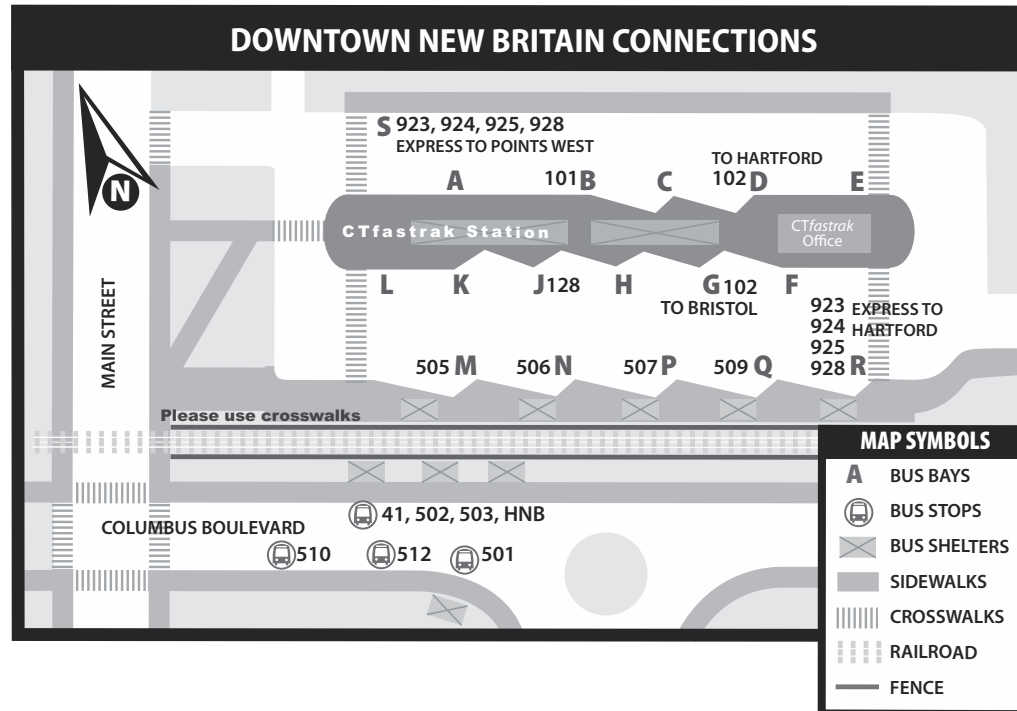 DOWNTOWN NEW BRITAIN CONNECTIONS
N
S 923, 924, 925, 928
EXPRESS TO POINTS WEST
TO HARTFORD
A 101 B C 102 D E
CTfastrak Station
CTfastrak
Office
L K J 128 H G 102 F
TO BRISTOL
923 EXPRESS TO
924 HARTFORD
925
505 M 506 N 507 P 509 Q 928 R
MAIN STREET
Please use crosswalks
41, 502, 503, HNB
COLUMBUS BOULEVARD
510 512 501
MAP SYMBOLS
A BUS BAYS
BUS STOPS
BUS SHELTERS
SIDEWALKS
CROSSWALKS
RAILROAD
FENCE